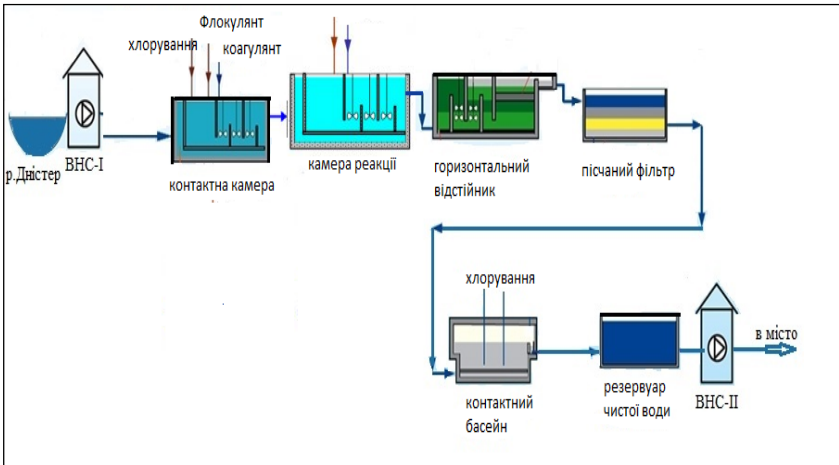 Флокулянт
хлорування
коагулянт
р.Дністер
ВНС-І
контактна камера
камера реакції
горизонтальний
відстійник
пісчаний фільтр
хлорування
в місто
контактний
басейн
резервуар
чистої води
ВНС-ІІ